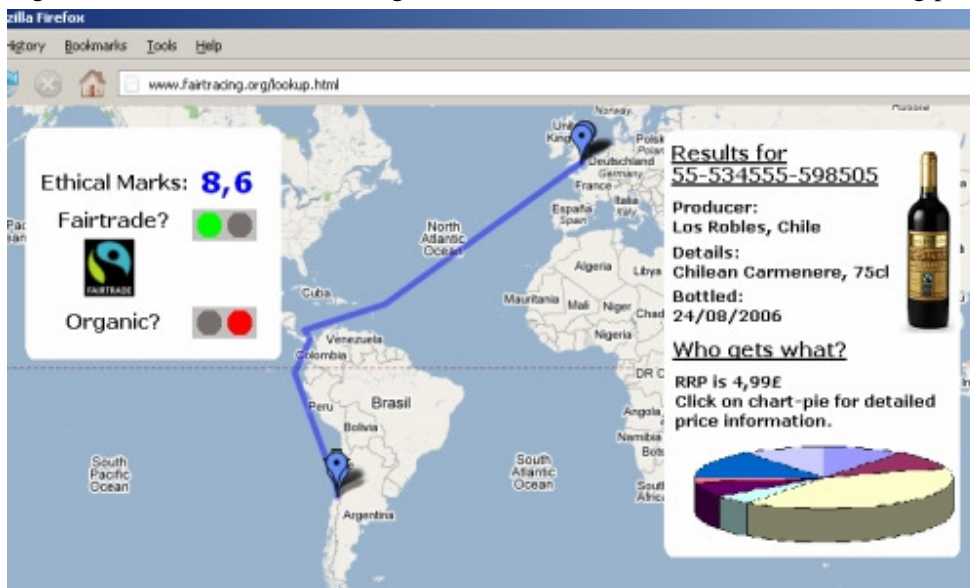 zilla Firefox
History Bookmarks Tools Help
www.fairtracing.org/lookup.html
Ethical Marks: 8,6
Fairtrade?
FAIRTRADE
Organic?
Results for
55-534555-598505
Producer:
Los Robles, Chile
Details:
Chilean Carmenere, 75cl
Bottled:
24/08/2006
Who gets what?
RRP is 4,99£
Click on chart-pie for detailed
price information.
Norway
Deutschland
Germany
France
España
Spain
Italia
Italy
North
Atlantic
Ocean
Algeria
Libya
Cuba
Mauritania Mali Niger Chad
Nigeria
Venezuela
Colombia
DR C
Peru
Brasil
Bolivia
Angola
Namibia
South
Pacific
Ocean
South
Atlantic
Ocean
Argentina